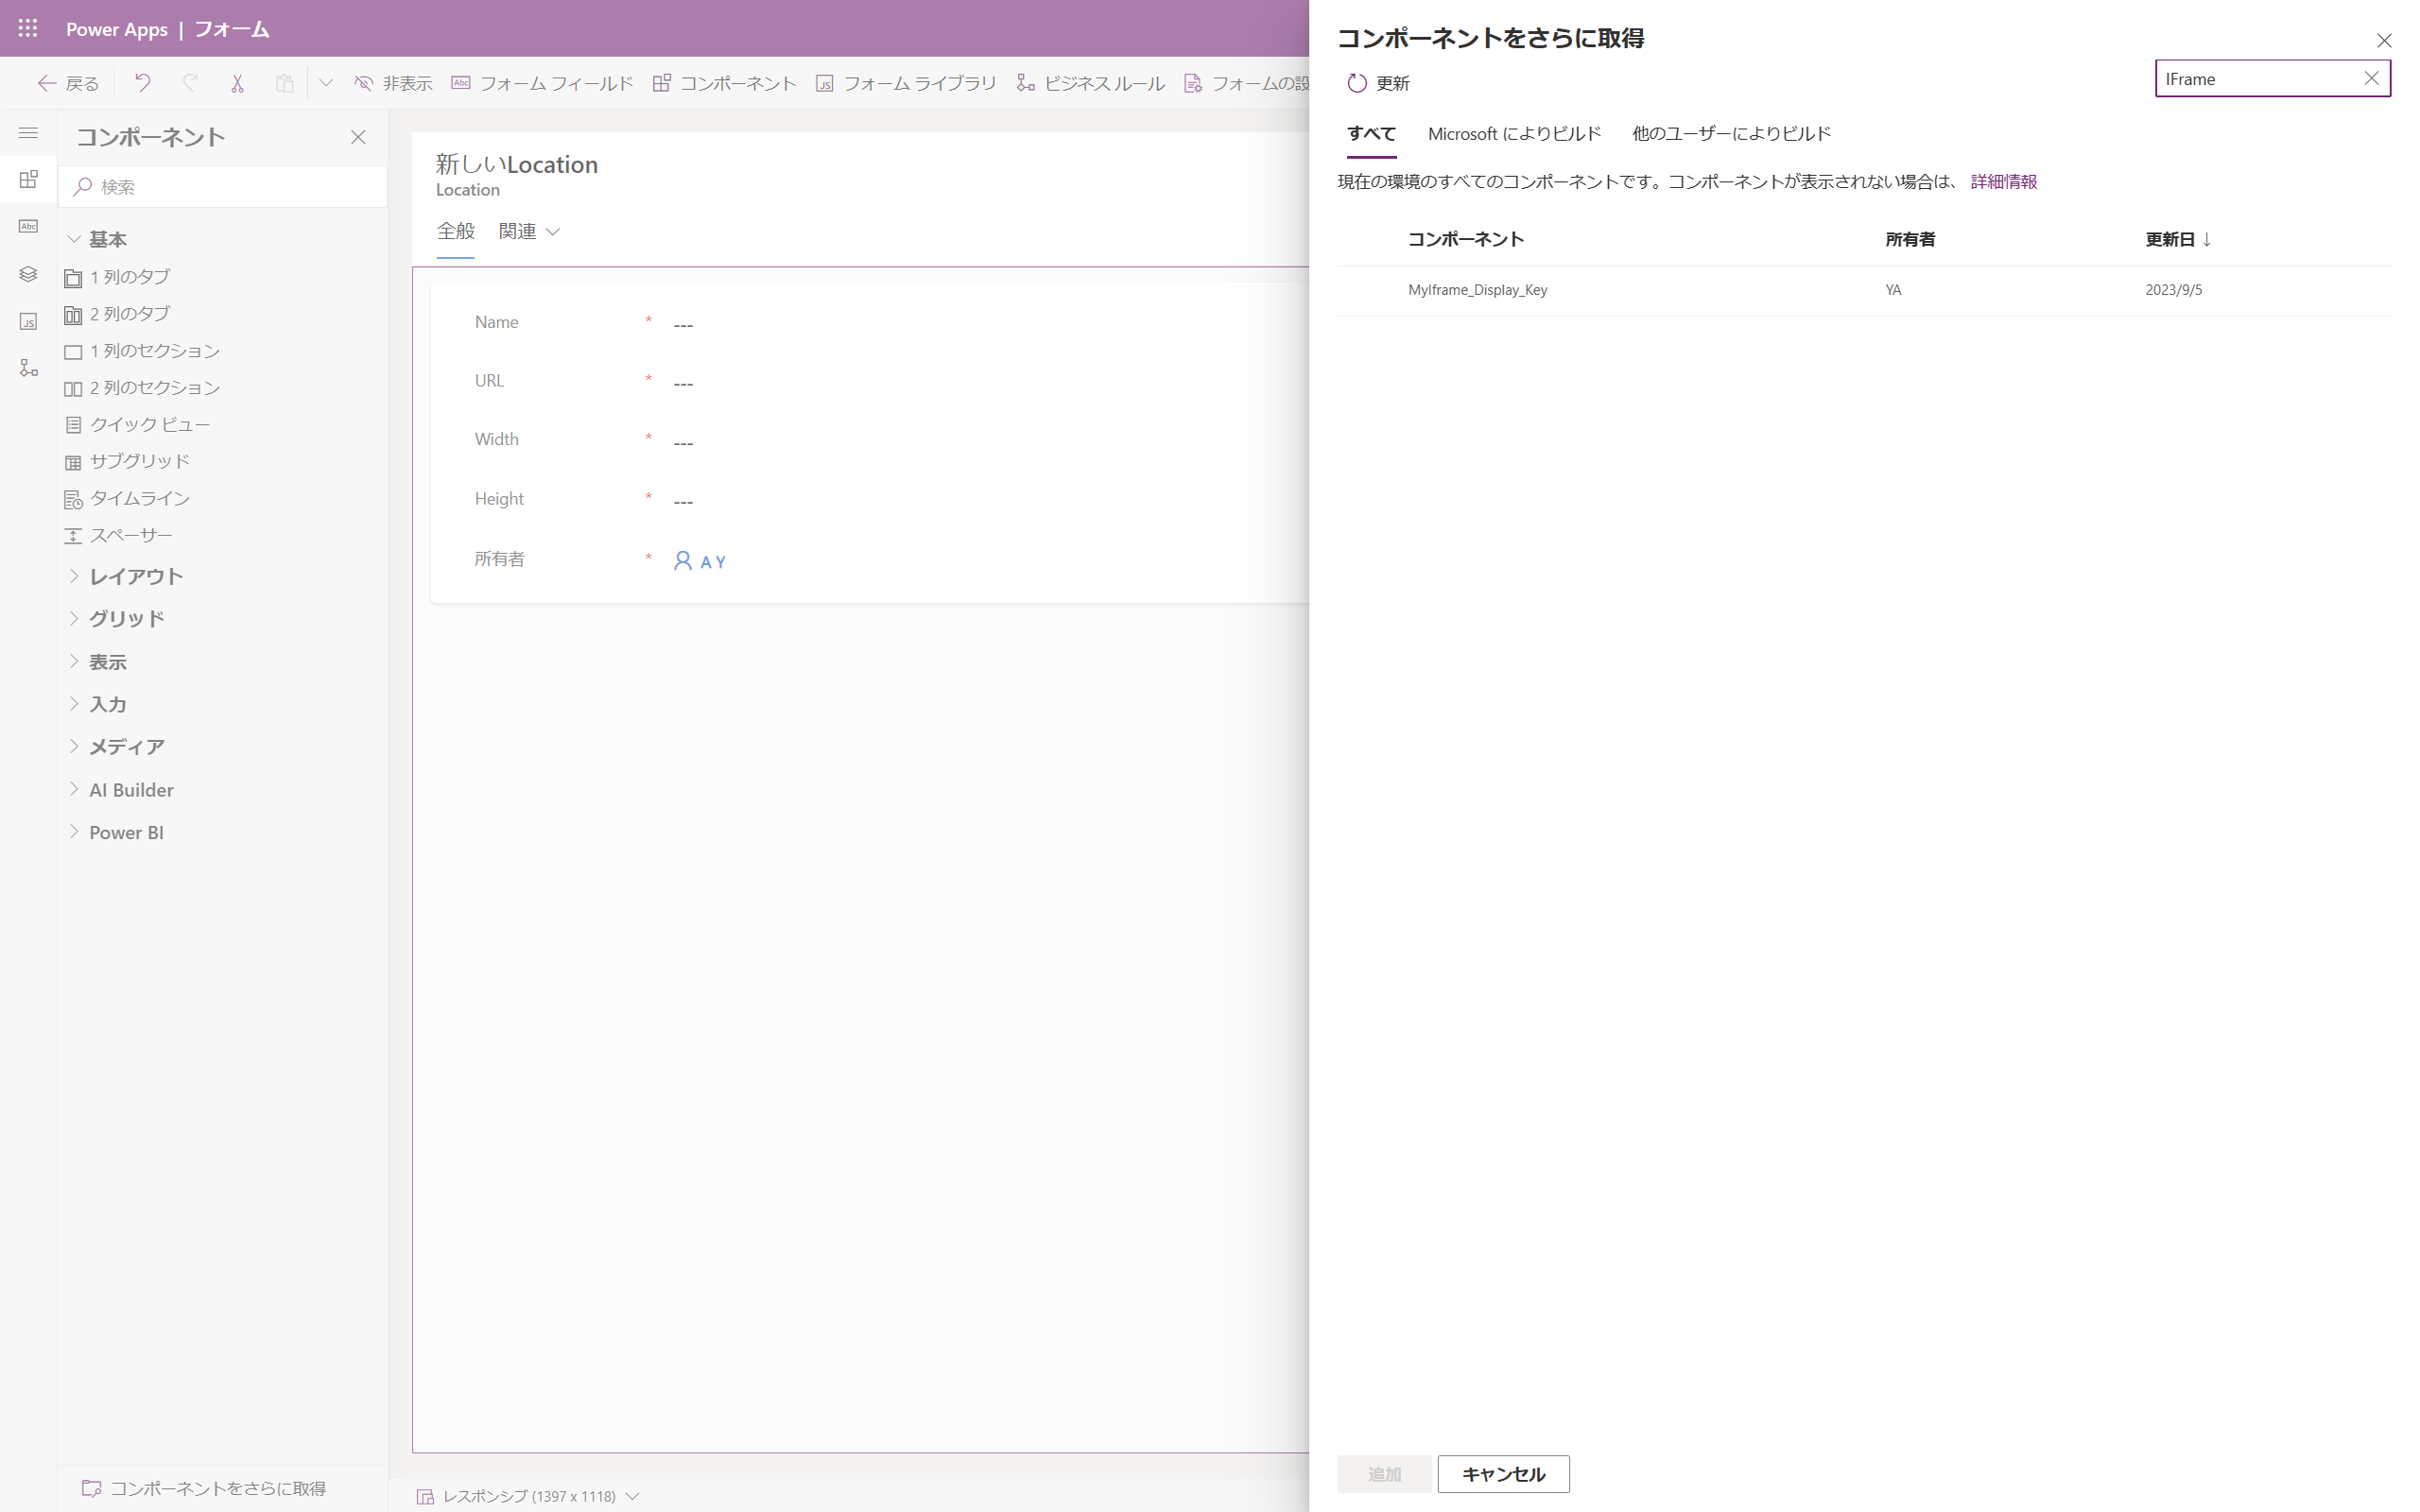 Power Apps | フォーム
戻る
非表示
Abc フォーム フィールド
コンポーネント
JS フォーム ライブラリ
ビジネス ルール
フォームの設
コンポーネント
検索
Abc
JS
基本
1 列のタブ
2 列のタブ
1 列のセクション
2 列のセクション
クイック ビュー
サブグリッド
タイムライン
スペーサー
レイアウト
グリッド
表示
入力
メディア
AI Builder
Power BI
コンポーネントをさらに取得
新しいLocation
Location
全般 関連
Name * ---
URL * ---
Width * ---
Height * ---
所有者 * A Y
レスポンシブ (1397 x 1118)
コンポーネントをさらに取得
更新
IFrame
すべて Microsoft によりビルド 他のユーザーによりビルド
現在の環境のすべてのコンポーネントです。コンポーネントが表示されない場合は、 詳細情報
コンポーネント 所有者 更新日 ↓
MyIframe_Display_Key YA 2023/9/5
追加 キャンセル